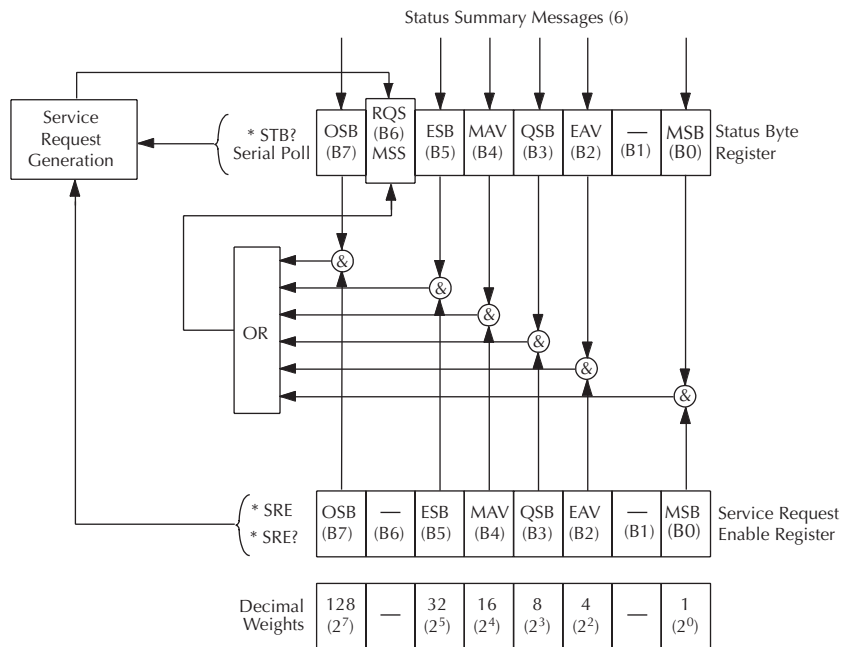 Status Summary Messages (6)
Service
Request
Generation
* STB?
Serial Poll
OSB
(B7)
RQS
(B6)
MSS
ESB
(B5)
MAV
(B4)
QSB
(B3)
EAV
(B2)
—
(B1)
MSB
(B0)
Status Byte
Register
&
&
&
&
&
&
OR
* SRE
* SRE?
OSB
(B7)
—
(B6)
ESB
(B5)
MAV
(B4)
QSB
(B3)
EAV
(B2)
—
(B1)
MSB
(B0)
Service Request
Enable Register
Decimal
Weights
128
(2⁷)
—
32
(2⁵)
16
(2⁴)
8
(2³)
4
(2²)
—
1
(2⁰)